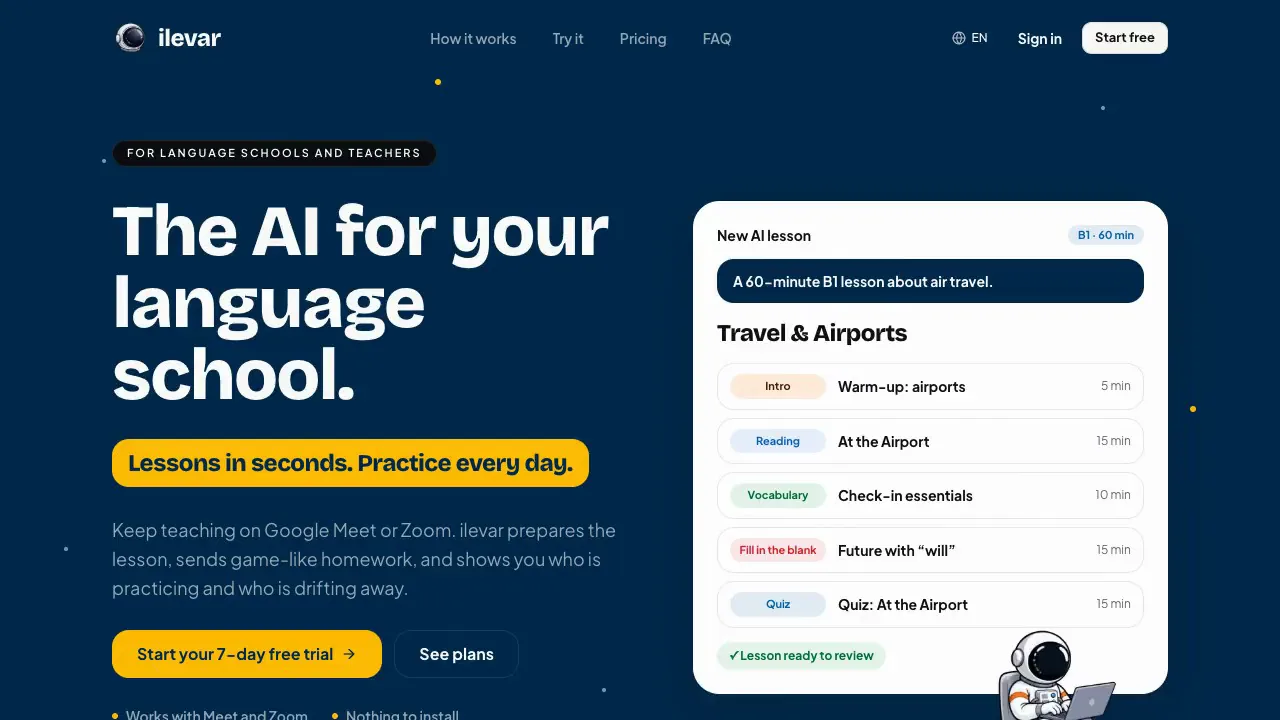 ilevar
How it works
Try it
Pricing
FAQ
EN
Sign in
Start free
FOR LANGUAGE SCHOOLS AND TEACHERS
The AI for your
language
school.
Lessons in seconds. Practice every day.
Keep teaching on Google Meet or Zoom. ilevar prepares the
lesson, sends game-like homework, and shows you who is
practicing and who is drifting away.
Start your 7-day free trial →
See plans
Works with Meet and Zoom
Nothing to install
New AI lesson
B1 · 60 min
A 60-minute B1 lesson about air travel.
Travel & Airports
Intro Warm-up: airports 5 min
Reading At the Airport 15 min
Vocabulary Check-in essentials 10 min
Fill in the blank Future with “will” 15 min
Quiz Quiz: At the Airport 15 min
✓Lesson ready to review